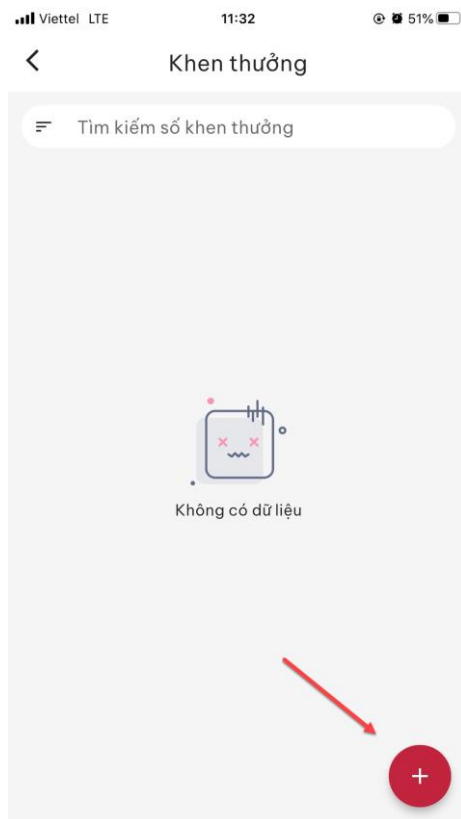 Viettel LTE
11:32
51%
Khen thưởng
Tìm kiếm số khen thưởng
Không có dữ liệu
+